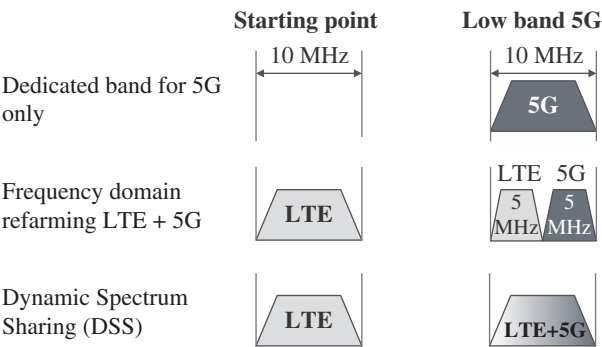 Starting point
Low band 5G
10 MHz
10 MHz
Dedicated band for 5G
only
5G
Frequency domain
refarming LTE + 5G
LTE
LTE 5G
5
MHz
5
MHz
Dynamic Spectrum
Sharing (DSS)
LTE
LTE+5G